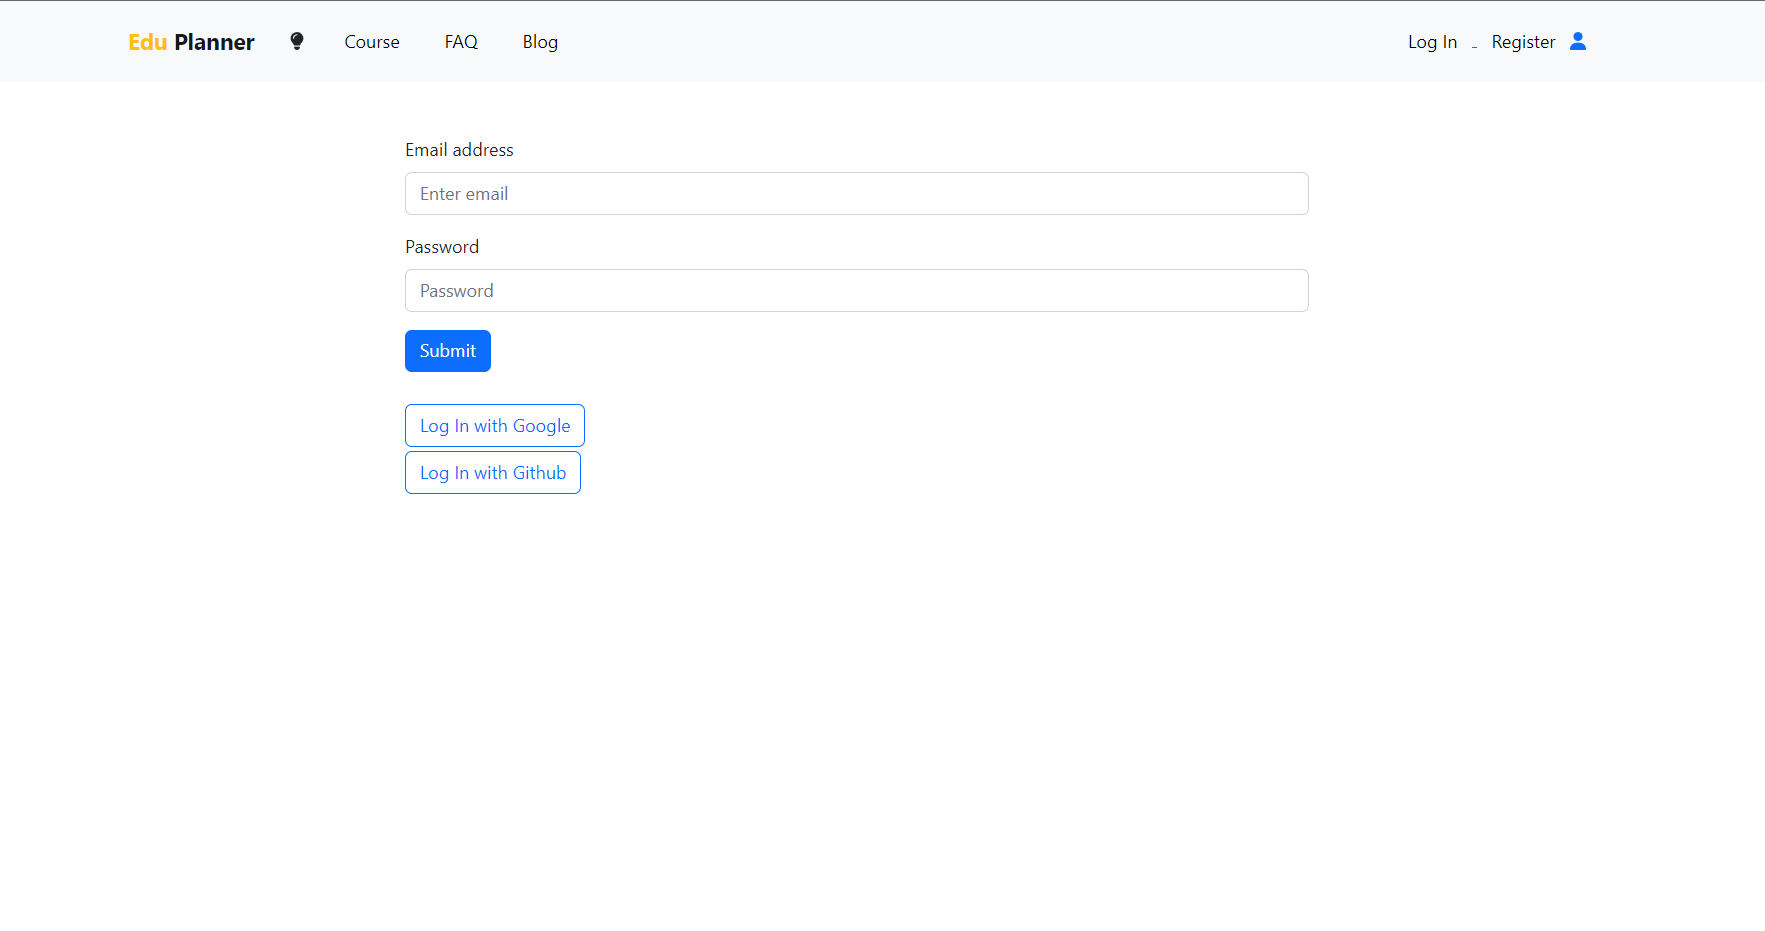 Edu Planner Course FAQ Blog Log In _ Register
Email address
Enter email
Password
Password
Submit
Log In with Google
Log In with Github